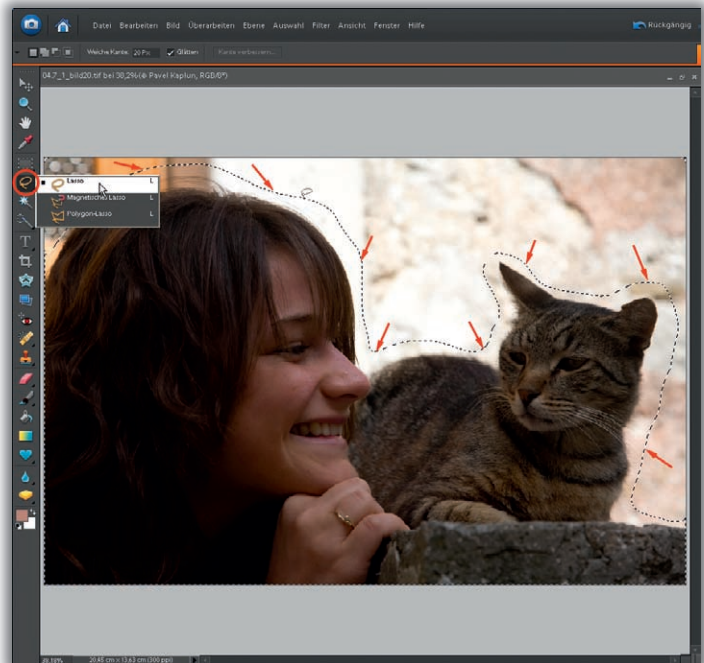 Datei Bearbeiten Bild Überarbeiten Ebene Auswahl Filter Ansicht Fenster Hilfe Rückgängig
Weiche Kante: 20 Px Glätten Kante verbessern...
04.7_1_bild20.tif bei 30,2% (© Pavel Kaplun, RGB/8*)
Lasso L
Magnetisches Lasso L
Polygon-Lasso L
T
20,45 cm x 13,63 cm (300 ppi)